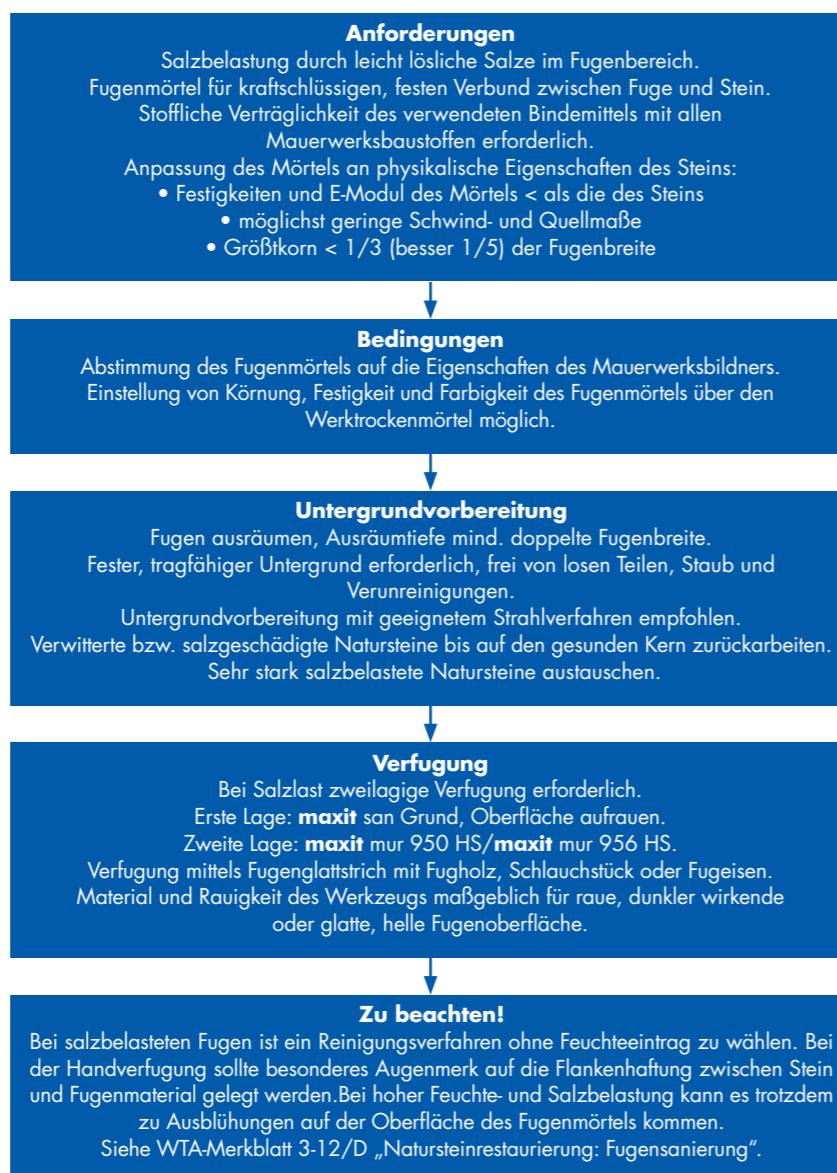 Anforderungen
Salzbelastung durch leicht lösliche Salze im Fugenbereich.
Fugenmörtel für kraftschlüssigen, festen Verbund zwischen Fuge und Stein.
Stoffliche Verträglichkeit des verwendeten Bindemittels mit allen
Mauerwerksbaustoffen erforderlich.
Anpassung des Mörtels an physikalische Eigenschaften des Steins:
• Festigkeiten und E-Modul des Mörtels < als die des Steins
• möglichst geringe Schwind- und Quellmaße
• Größtkorn < 1/3 (besser 1/5) der Fugenbreite
Bedingungen
Abstimmung des Fugenmörtels auf die Eigenschaften des Mauerwerksbildners.
Einstellung von Körnung, Festigkeit und Farbigkeit des Fugenmörtels über den
Werktrockenmörtel möglich.
Untergrundvorbereitung
Fugen ausräumen, Ausräumtiefe mind. doppelte Fugenbreite.
Fester, tragfähiger Untergrund erforderlich, frei von losen Teilen, Staub und
Verunreinigungen.
Untergrundvorbereitung mit geeignetem Strahlverfahren empfohlen.
Verwitterte bzw. salzgeschädigte Natursteine bis auf den gesunden Kern zurückarbeiten.
Sehr stark salzbelastete Natursteine austauschen.
Verfugung
Bei Salzlast zweilagige Verfugung erforderlich.
Erste Lage: maxit san Grund, Oberfläche aufrauen.
Zweite Lage: maxit mur 950 HS/maxit mur 956 HS.
Verfugung mittels Fugenglattstrich mit Fugholz, Schlauchstück oder Fugeisen.
Material und Rauigkeit des Werkzeugs maßgeblich für raue, dunkler wirkende
oder glatte, helle Fugenoberfläche.
Zu beachten!
Bei salzbelasteten Fugen ist ein Reinigungsverfahren ohne Feuchteeintrag zu wählen. Bei
der Handverfugung sollte besonderes Augenmerk auf die Flankenhaftung zwischen Stein
und Fugenmaterial gelegt werden.Bei hoher Feuchte- und Salzbelastung kann es trotzdem
zu Ausblühungen auf der Oberfläche des Fugenmörtels kommen.
Siehe WTA-Merkblatt 3-12/D „Natursteinrestaurierung: Fugensanierung“.